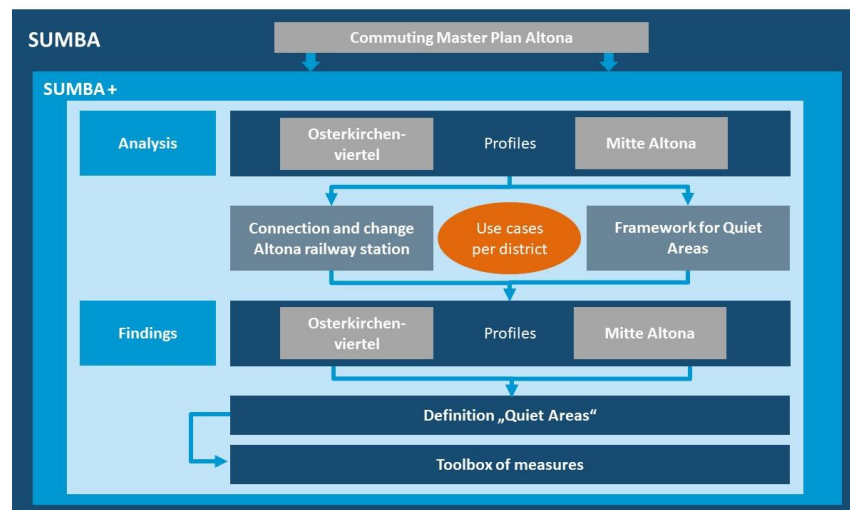 SUMBA
Commuting Master Plan Altona
SUMBA+
Analysis
Osterkirchen-
viertel
Profiles
Mitte Altona
Connection and change
Altona railway station
Use cases
per district
Framework for Quiet
Areas
Findings
Osterkirchen-
viertel
Profiles
Mitte Altona
Definition „Quiet Areas“
Toolbox of measures